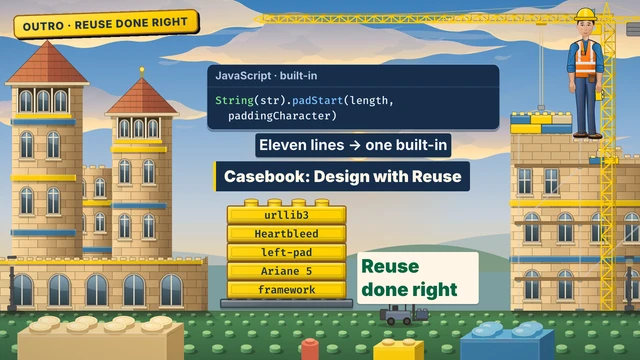 OUTRO · REUSE DONE RIGHT
JavaScript · built-in
String(str).padStart(length,
paddingCharacter)
Eleven lines → one built-in
Casebook: Design with Reuse
urllib3
Heartbleed
left-pad
Ariane 5
framework
Reuse
done right